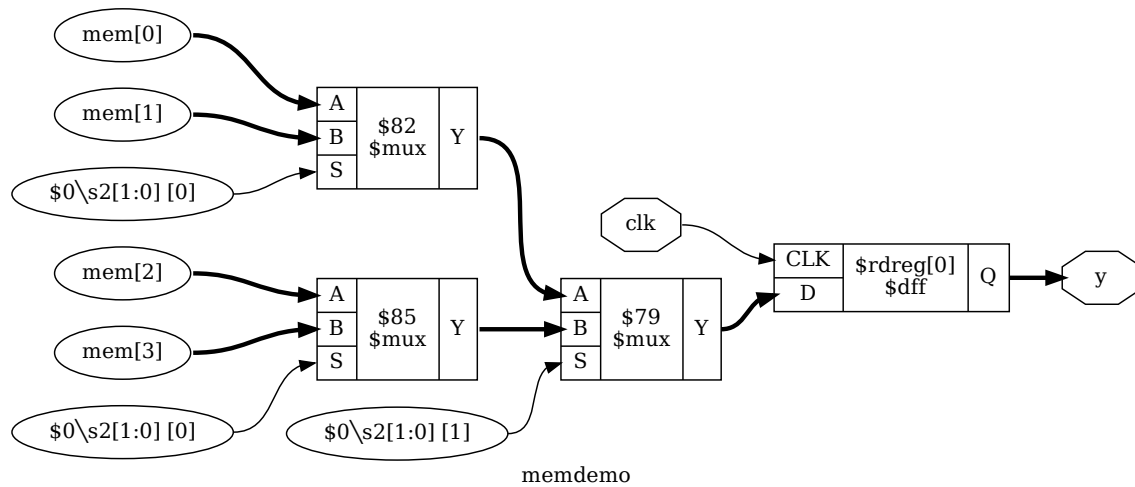 mem[0]
mem[1]
$0\s2[1:0] [0]
A
B
S
$82
$mux
Y
mem[2]
mem[3]
$0\s2[1:0] [0]
A
B
S
$85
$mux
Y
$0\s2[1:0] [1]
A
B
S
$79
$mux
Y
clk
CLK
D
$rdreg[0]
$dff
Q
y
memdemo